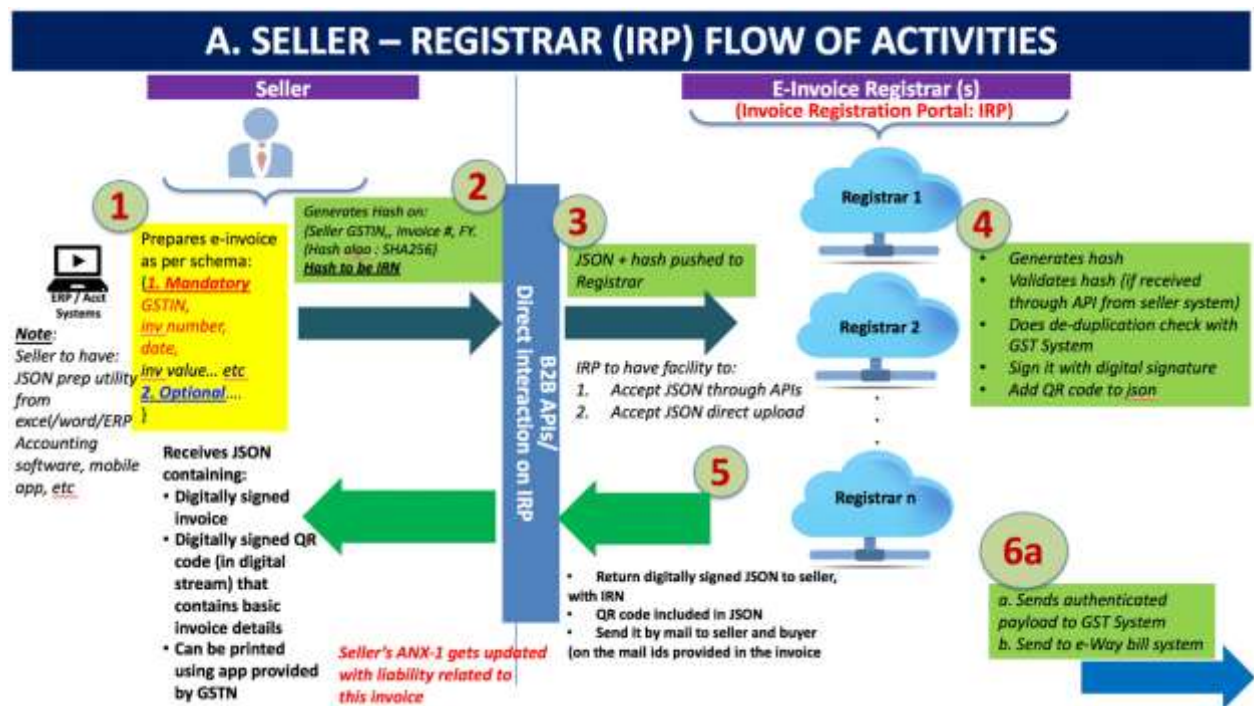 A. SELLER – REGISTRAR (IRP) FLOW OF ACTIVITIES
Seller
E-Invoice Registrar (s)
(Invoice Registration Portal: IRP)
1
Prepares e-invoice
as per schema:
(1. Mandatory
GSTIN,
inv number,
date,
inv value... etc
2. Optional....
}
ERP / Acct
Systems
Note:
Seller to have:
JSON prep utility
from
excel/word/ERP
Accounting
software, mobile
app, etc
2
Generates Hash on:
(Seller GSTIN,, Invoice #, FY.
(Hash algo : SHA256)
Hash to be IRN
B2B APIs/
Direct interaction on IRP
3
JSON + hash pushed to
Registrar
IRP to have facility to:
1. Accept JSON through APIs
2. Accept JSON direct upload
Registrar 1
Registrar 2
Registrar n
4
• Generates hash
• Validates hash (if received
through API from seller system)
• Does de-duplication check with
GST System
• Sign it with digital signature
• Add QR code to json
5
• Return digitally signed JSON to seller,
with IRN
• QR code included in JSON
• Send it by mail to seller and buyer
(on the mail ids provided in the invoice
Receives JSON
containing:
• Digitally signed
invoice
• Digitally signed QR
code (in digital
stream) that
contains basic
invoice details
• Can be printed
using app provided
by GSTN
Seller's ANX-1 gets updated
with liability related to
this invoice
6a
a. Sends authenticated
payload to GST System
b. Send to e-Way bill system